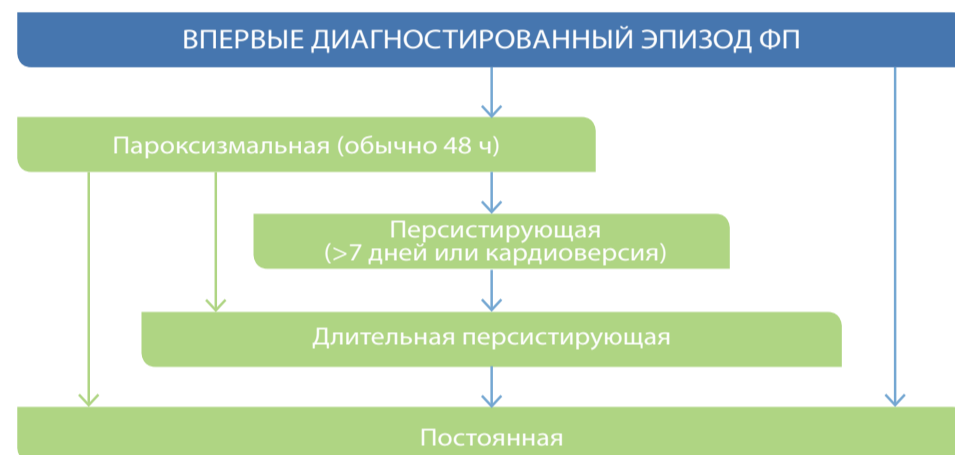 ВПЕРВЫЕ ДИАГНОСТИРОВАННЫЙ ЭПИЗОД ФП
Пароксизмальная (обычно 48 ч)
Персистирующая
(>7 дней или кардиоверсия)
Длительная персистирующая
Постоянная